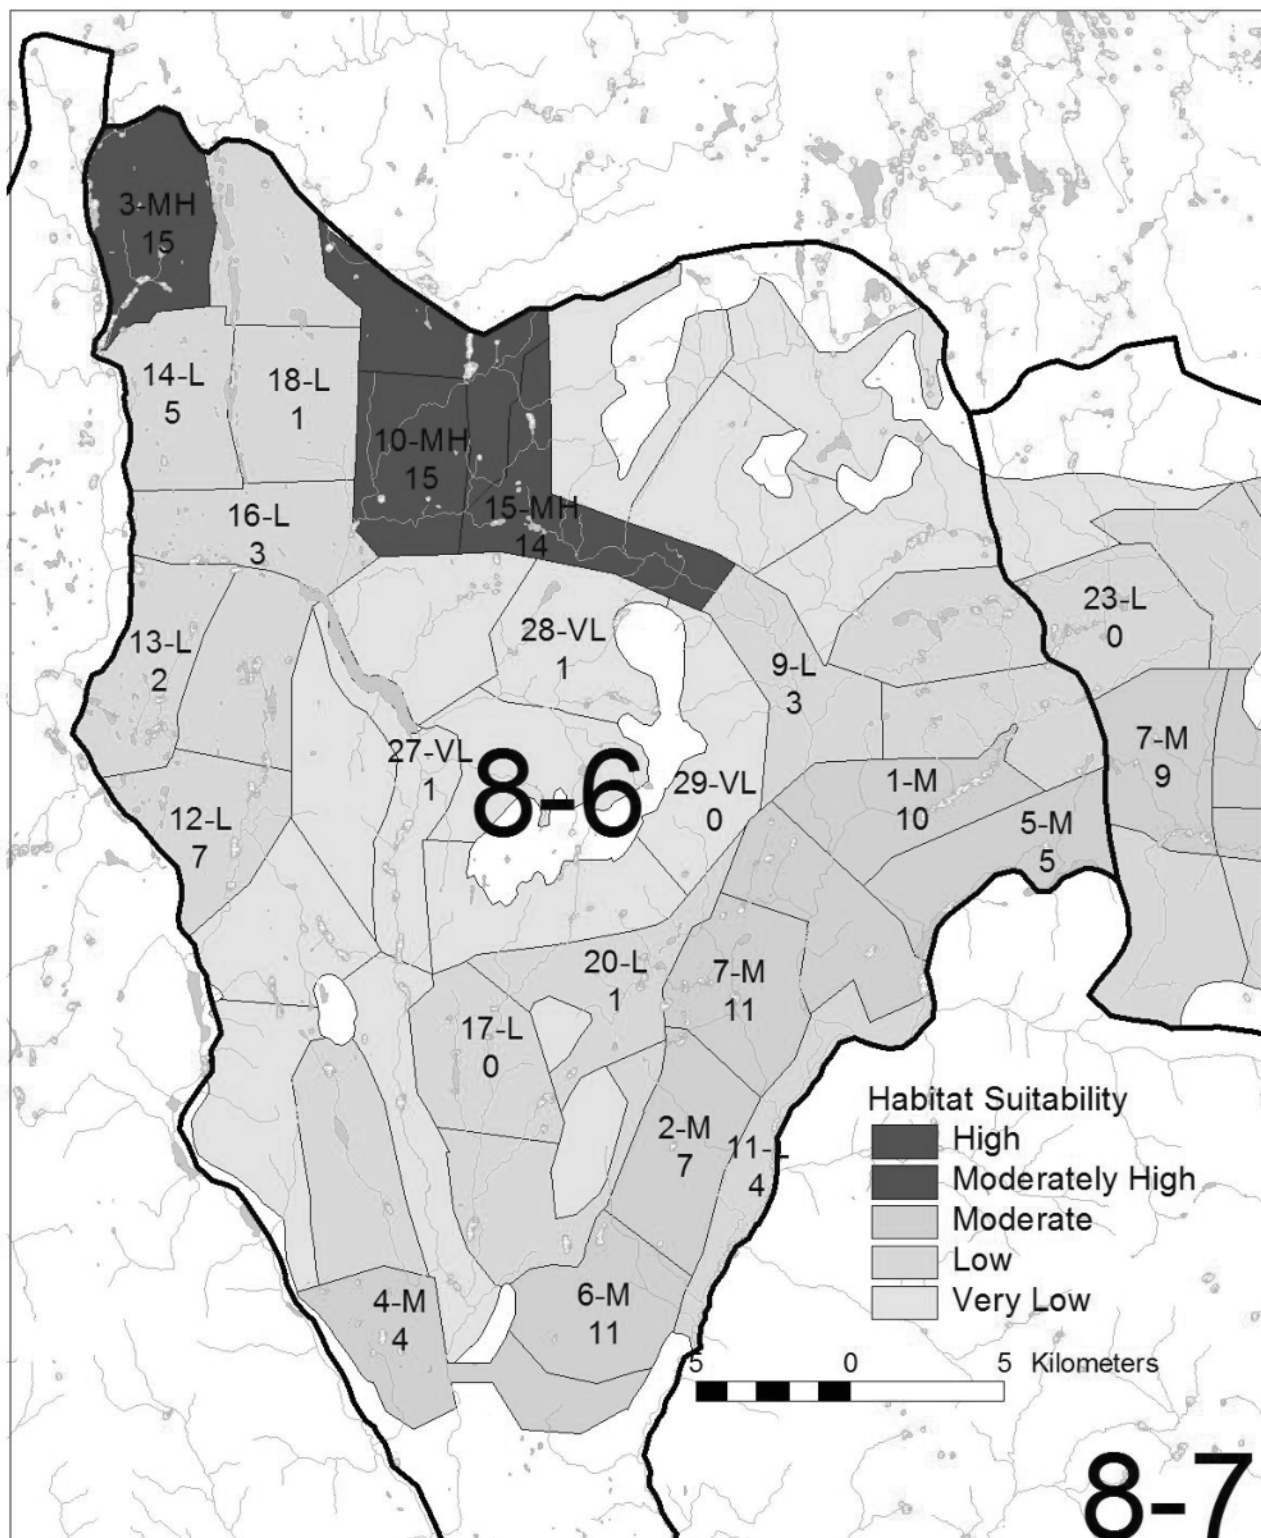 3-MH
15
14-L
5
18-L
1
10-MH
15
15-MH
14
16-L
3
13-L
2
28-VL
1
9-L
3
23-L
0
27-VL
1
8-6
29-VL
0
1-M
10
7-M
9
12-L
7
5-M
5
20-L
1
7-M
11
17-L
0
2-M
7
11-L
4
4-M
4
6-M
11
Habitat Suitability
High
Moderately High
Moderate
Low
Very Low
5 0 5 Kilometers
8-7